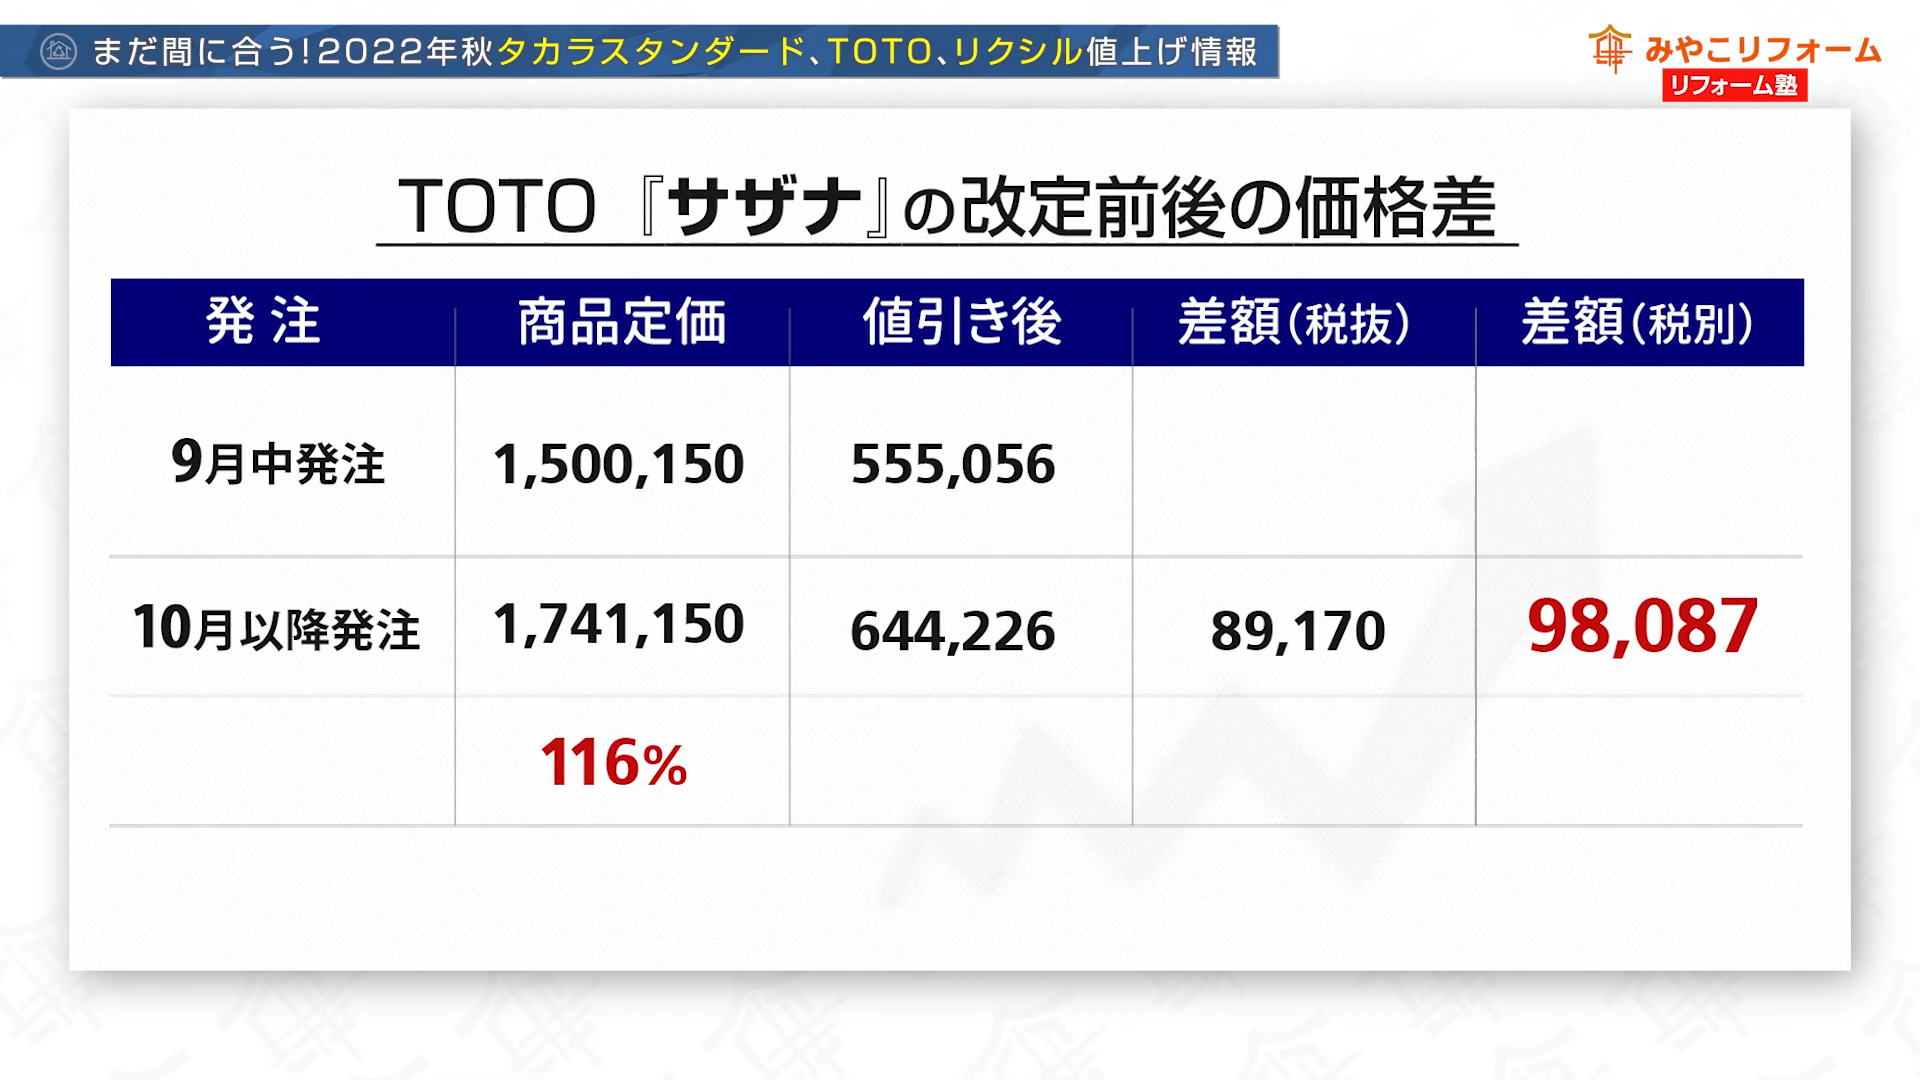 まだ間に合う!2022年秋タカラスタンダード、TOTO、リクシル値上げ情報
みやこリフォーム
リフォーム塾
TOTO『サザナ』の改定前後の価格差
発注 商品定価 値引き後 差額(税抜) 差額(税別)
9月中発注 1,500,150 555,056
10月以降発注 1,741,150 644,226 89,170 98,087
116%